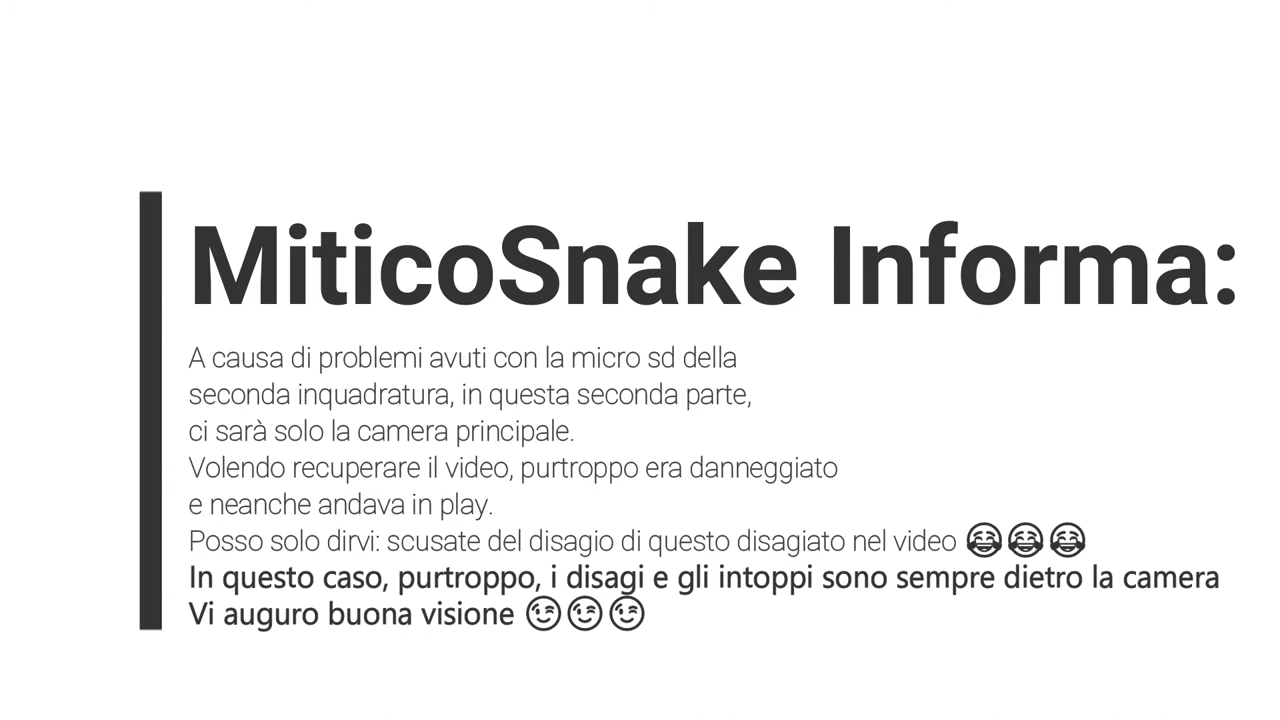 MiticoSnake Informa:
A causa di problemi avuti con la micro sd della
seconda inquadratura, in questa seconda parte,
ci sarà solo la camera principale.
Volendo recuperare il video, purtroppo era danneggiato
e neanche andava in play.
Posso solo dirvi: scusate del disagio di questo disagiato nel video 😂😂😂
In questo caso, purtroppo, i disagi e gli intoppi sono sempre dietro la camera
Vi auguro buona visione 😉😉😉